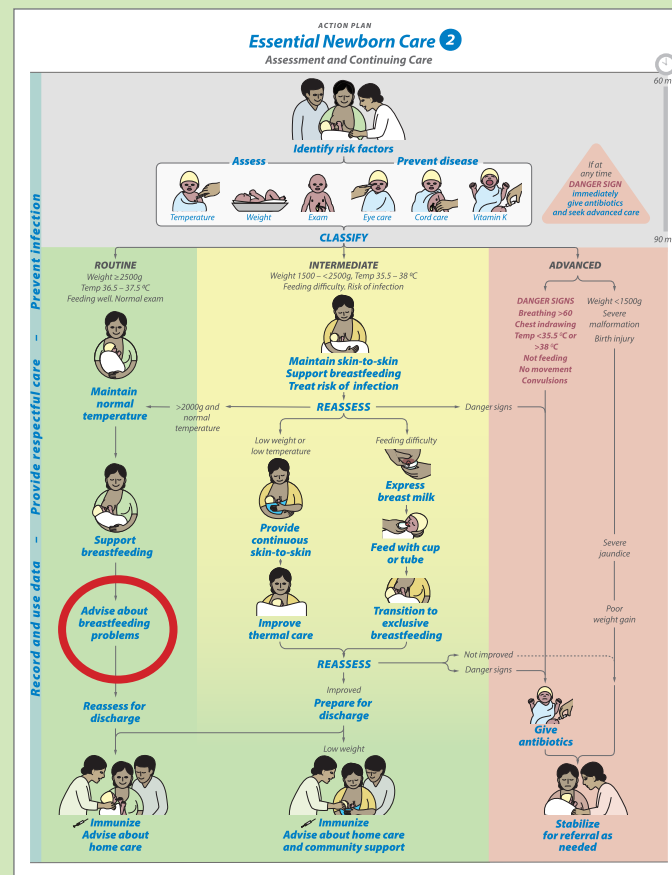 ACTION PLAN
Essential Newborn Care 2
Assessment and Continuing Care
60 m
Identify risk factors
Assess
Prevent disease
Temperature
Weight
Exam
Eye care
Cord care
Vitamin K
If at
any time
DANGER SIGN
immediately
give antibiotics
and seek advanced care
CLASSIFY
90 m
Record and use data – Provide respectful care – Prevent infection
ROUTINE
Weight ≥2500g
Temp 36.5 – 37.5 ºC
Feeding well. Normal exam
INTERMEDIATE
Weight 1500 – <2500g, Temp 35.5 – 38 ºC
Feeding difficulty. Risk of infection
ADVANCED
DANGER SIGNS
Breathing >60
Chest indrawing
Temp <35.5 ºC or
>38 ºC
Not feeding
No movement
Convulsions
Weight <1500g
Severe
malformation
Birth injury
Maintain
normal
temperature
Maintain skin-to-skin
Support breastfeeding
Treat risk of infection
>2000g and
normal
temperature
REASSESS
Danger signs
Low weight or
low temperature
Feeding difficulty
Express
breast milk
Support
breastfeeding
Provide
continuous
skin-to-skin
Feed with cup
or tube
Severe
jaundice
Advise about
breastfeeding
problems
Improve
thermal care
Transition to
exclusive
breastfeeding
Poor
weight gain
REASSESS
Not improved
Danger signs
Improved
Reassess for
discharge
Prepare for
discharge
Give
antibiotics
Low weight
Immunize
Advise about
home care
Immunize
Advise about home care
and community support
Stabilize
for referral as
needed